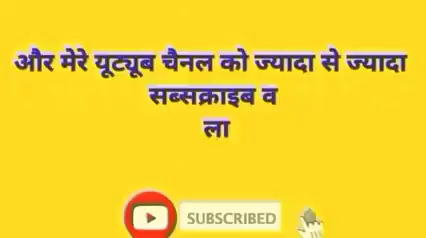 और मेरे यूट्यूब चैनल को ज्यादा से ज्यादा
सब्सक्राइब व
ला
SUBSCRIBED